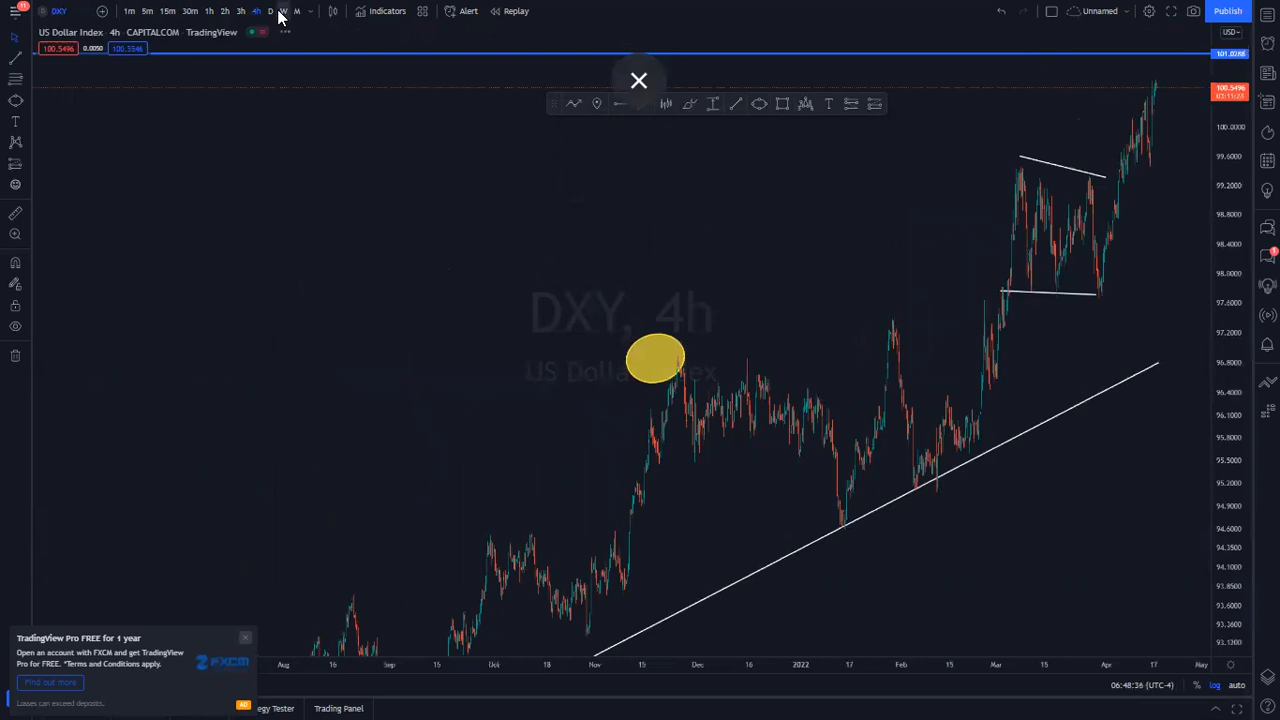 11
DXY 1m 5m 15m 30m 1h 2h 3h 4h D W M Indicators Alert Replay Unnamed Publish
US Dollar Index · 4h · CAPITALCOM · TradingView
USD
100.5496 0.0050 100.5546
101.0288
100.5496
100.0000
99.6000
99.2000
98.8000
98.4000
98.0000
97.6000
97.2000
96.8000
96.4000
96.1000
95.8000
95.5000
95.2000
94.9000
94.6000
94.3500
94.1000
93.8500
93.6000
93.3600
93.1200
DXY, 4h
US Dollar Index
TradingView Pro FREE for 1 year
Open an account with FXCM and get TradingView
Pro for FREE. *Terms and Conditions apply.
FXCM
Find out more
Losses can exceed deposits.
AD
Aug 16 Sep 15 Oct 18 Nov 15 Dec 2022 17 Feb 15 Mar 15 Apr 17 May
06:48:36 (UTC-4) % log auto
egy Tester Trading Panel